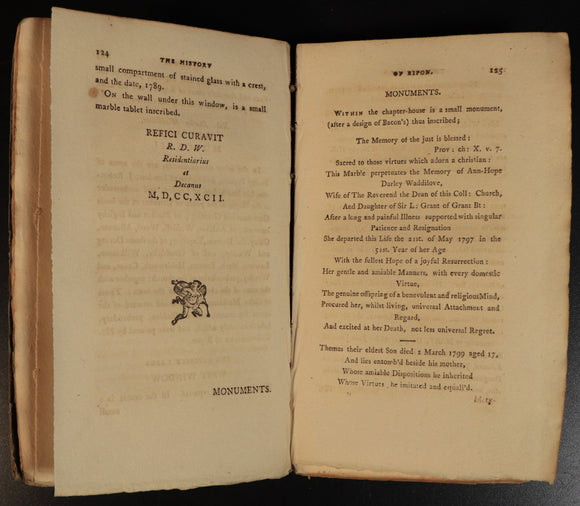 124 THE HISTORY
small compartment of stained glass with a crest,
and the date, 1789.
ON the wall under this window, is a small
marble tablet inscribed.
REFICI CURAVIT
R. D. W.
Residentiarius
et
Decanus
M,D,CC,XCII.
MONUMENTS.
OF RIPON. 125
MONUMENTS.
WITHIN the chapter-house is a small monument,
(after a design of Bacon's) thus inscribed;
The Memory of the just is blessed:
Prov: ch: X. v. 7.
Sacred to those virtues which adorn a christian:
This Marble perpetuates the Memory of Ann-Hope
Darley Waddilove,
Wife of The Reverend the Dean of this Coll: Church,
And Daughter of Sir L: Grant of Grant Bt:
After a long and painful Illness supported with singular
Patience and Resignation
She departed this Life the 21st. of May 1797 in the
51st. Year of her Age
With the fullest Hope of a joyful Resurrection:
Her gentle and amiable Manners, with every domestic
Virtue,
The genuine offspring of a benevolent and religious Mind,
Procured her, whilst living, universal Attachment and
Regard,
And excited at her Death, not less universal Regret.
Thomas their eldest Son died 1 March 1799 aged 17,
And lies entomb'd beside his mother,
Whose amiable Dispositions he inherited
Whose Virtues he imitated and equall'd.